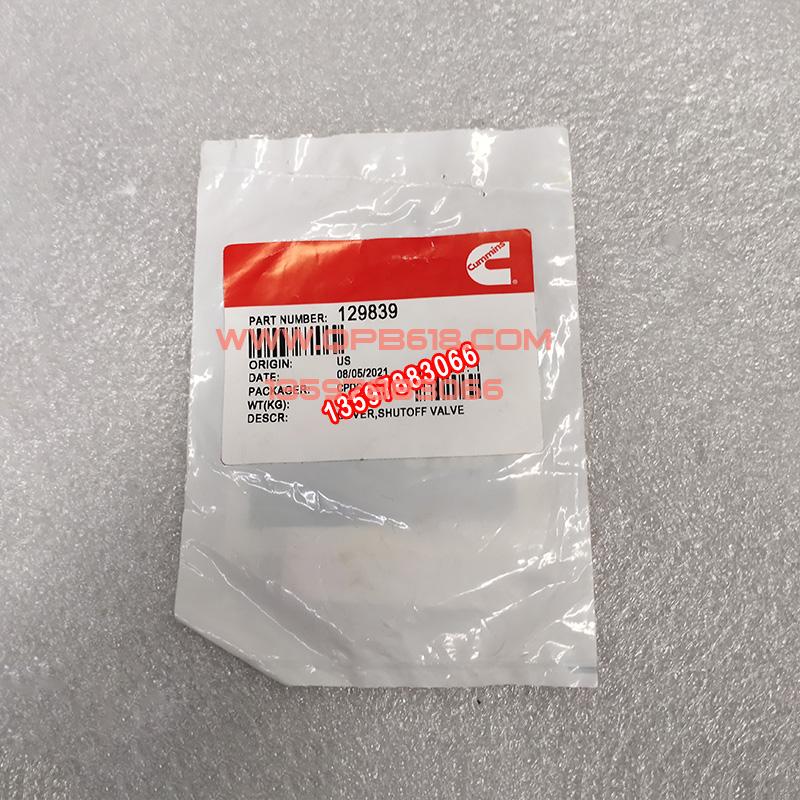 Cummins
PART NUMBER: 129839
WWW.QPB618.COM
ORIGIN: US
DATE: 08/05/2021
13597883066
PACKAGER:
13597883066
WT(KG):
DESCR: ,SHUTOFF VALVE